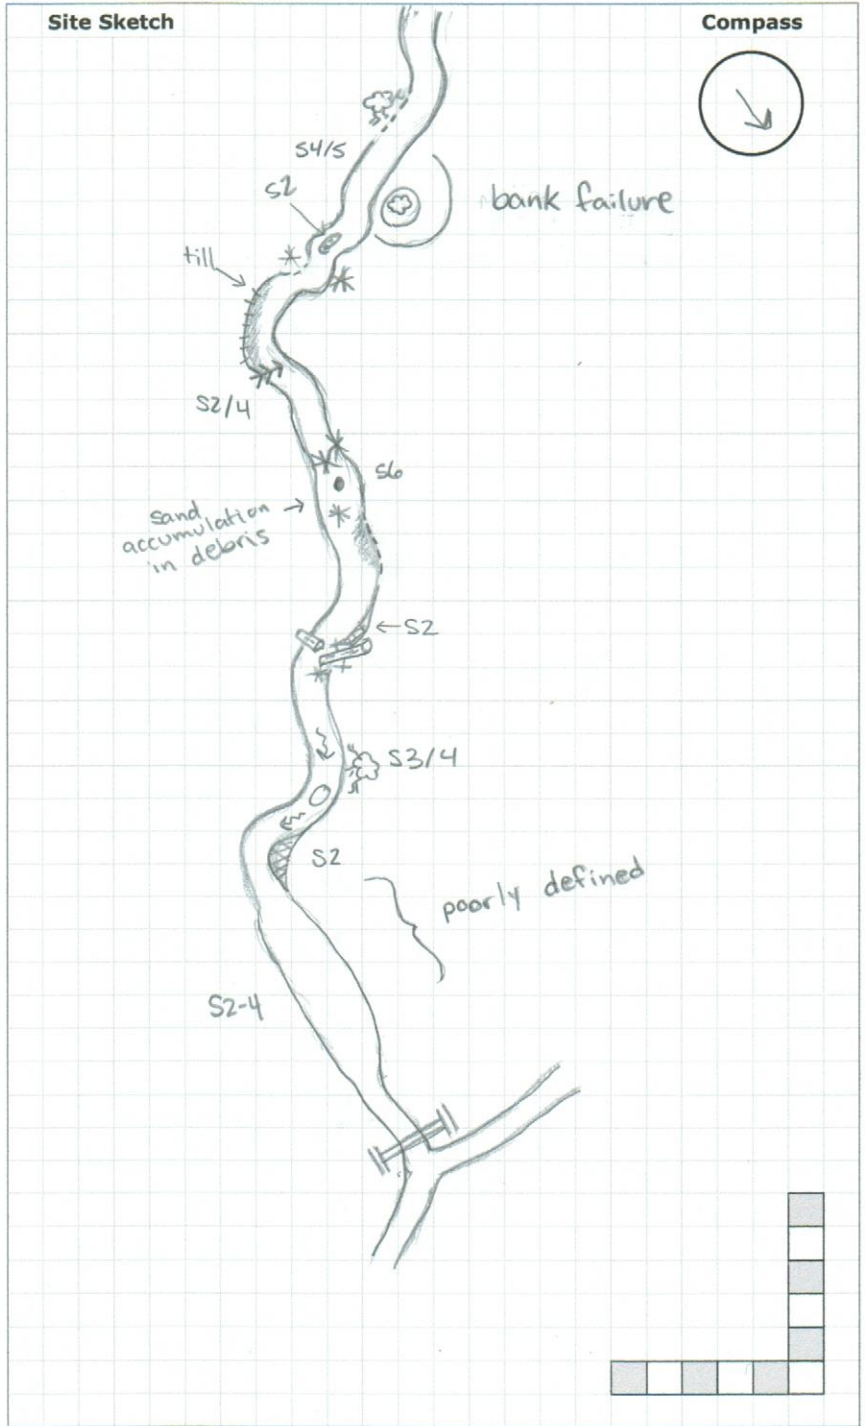 Site Sketch
Compass
S4/5
S2
bank failure
till
S2/4
S6
sand
accumulation
in debris
S2
S3/4
S2
poorly defined
S2-4